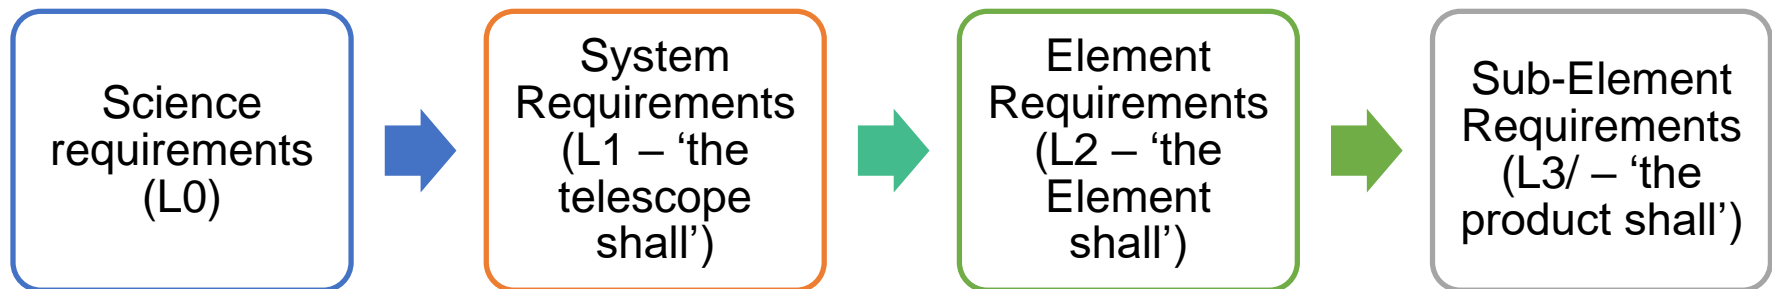 Science
requirements
(L0)
System
Requirements
(L1 – ‘the
telescope
shall’)
Element
Requirements
(L2 – ‘the
Element
shall’)
Sub-Element
Requirements
(L3/ – ‘the
product shall’)